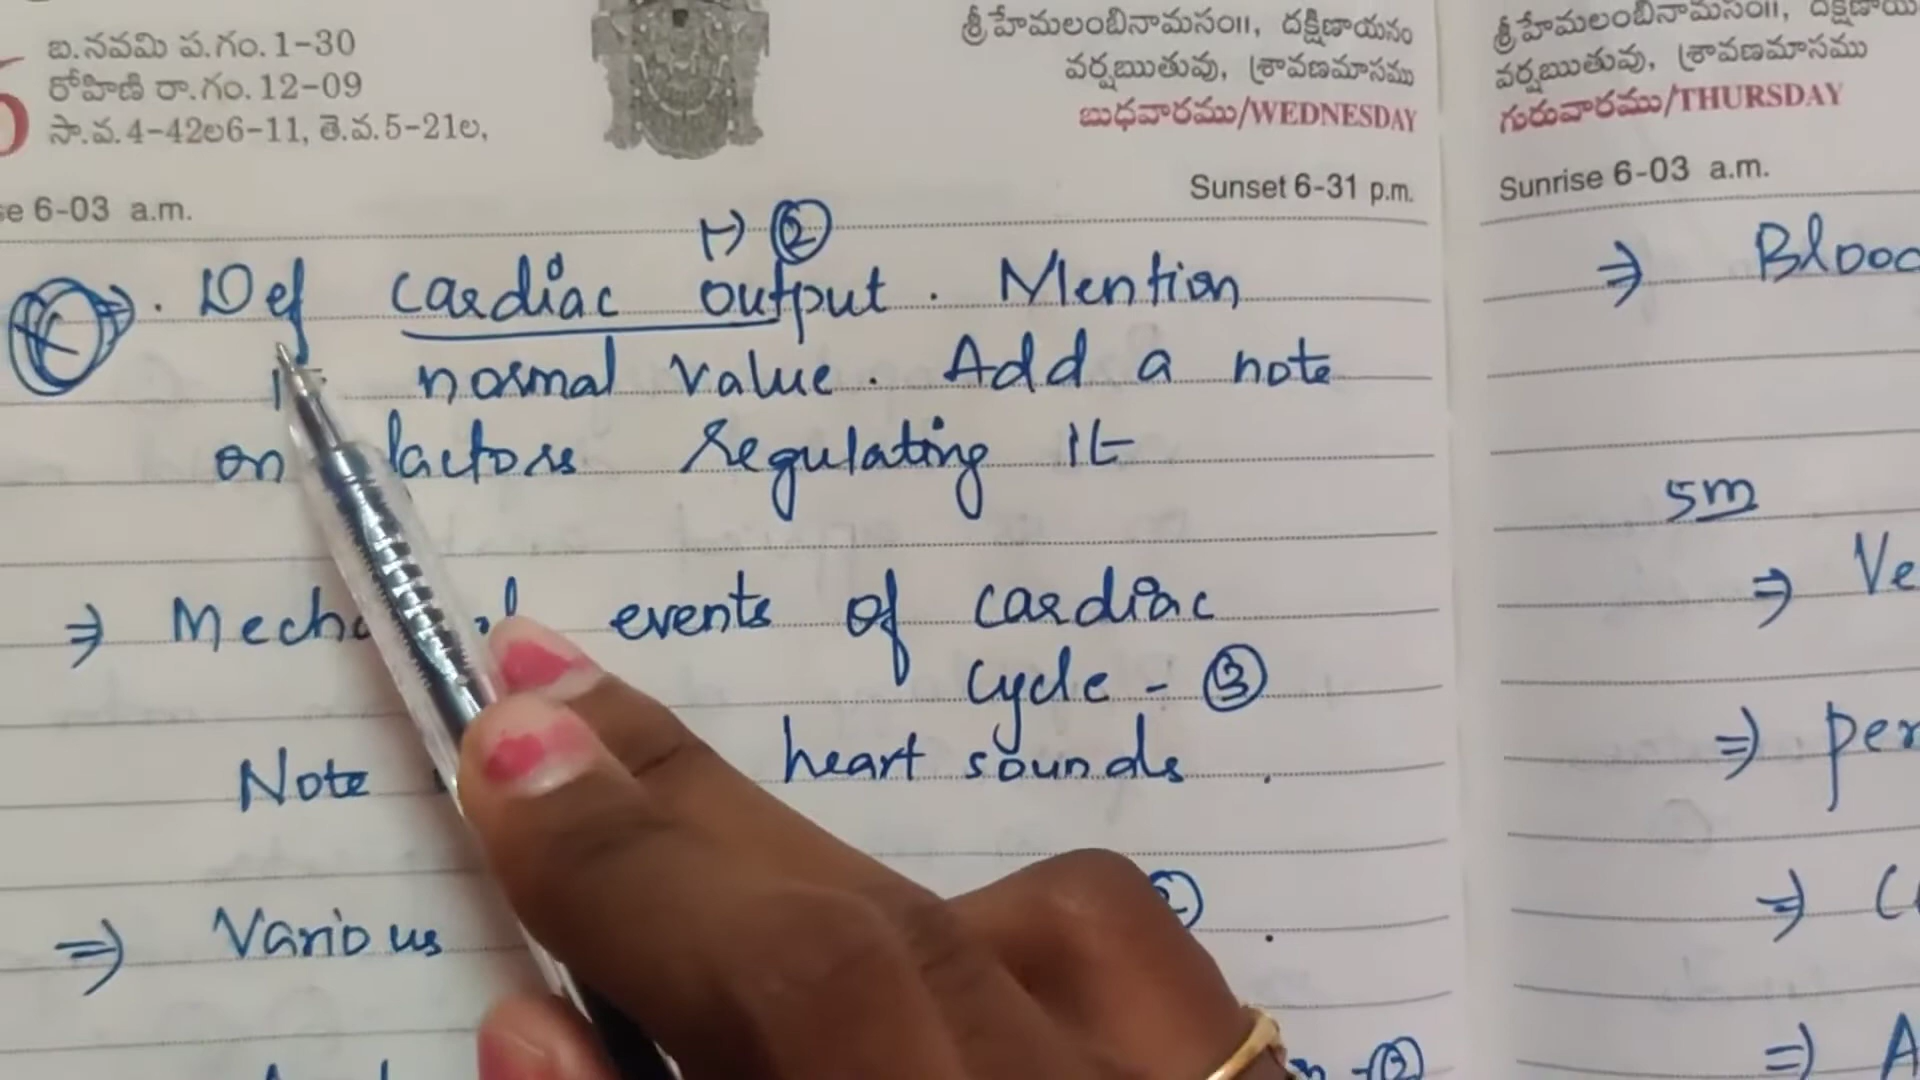 బ.నవమి ప.గం. 1-30
రోహిణి రా.గం. 12-09
సా.వ. 4-42ల6-11, తె.వ.5-21ల,
se 6-03 a.m.
శ్రీహేమలంబినామసం॥, దక్షిణాయనం
వర్షఋతువు, శ్రావణమాసము
బుధవారము/WEDNESDAY
Sunset 6-31 p.m.
② 
⇒. Def cardiac output. Mention
normal value. Add a note
on factors regulating it
⇒ events of cardiac
cycle - ③
Note heart sounds.
⇒ Various
②
శ్రీహేమలంబినామసం॥,
వర్షఋతువు, శ్రావణమాసము
గురువారము/THURSDAY
Sunrise 6-03 a.m.
⇒ Blood
5m
⇒ Ve
⇒ per
⇒
⇒ A